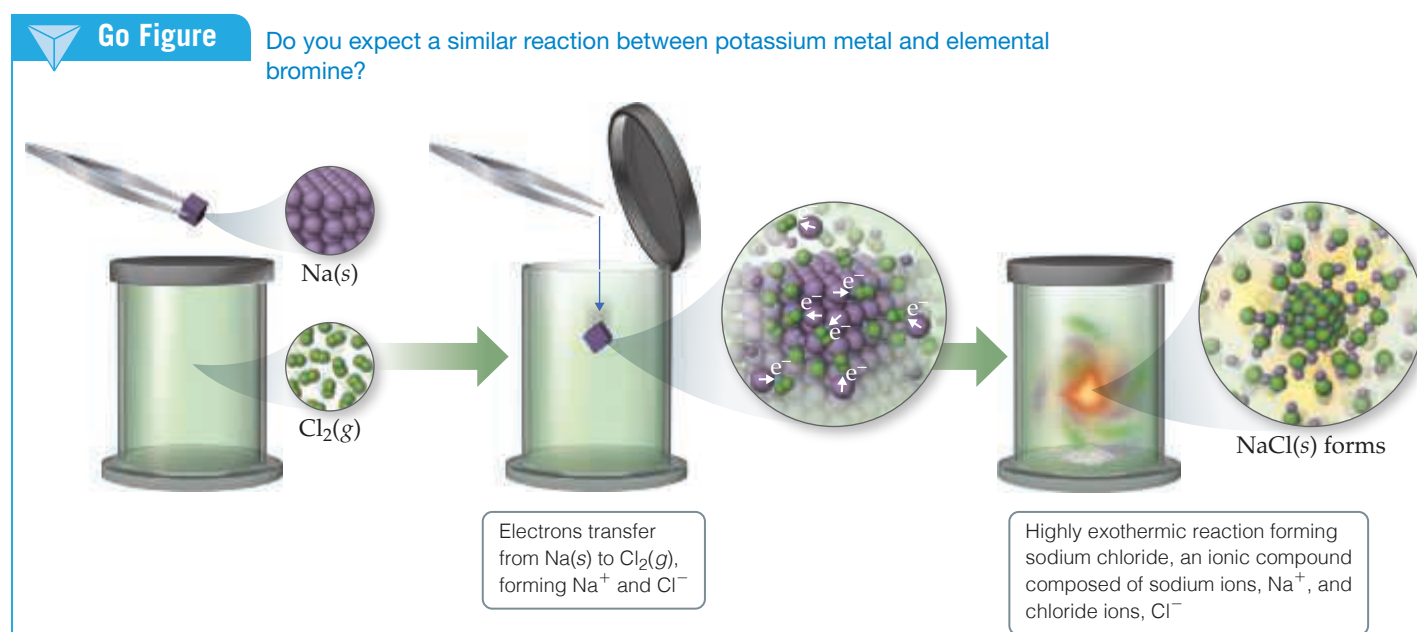 Go Figure
Do you expect a similar reaction between potassium metal and elemental
bromine?
Na(s)
Cl₂(g)
e⁻
e⁻
e⁻
e⁻
e⁻
e⁻
e⁻
NaCl(s) forms
Electrons transfer
from Na(s) to Cl₂(g),
forming Na⁺ and Cl⁻
Highly exothermic reaction forming
sodium chloride, an ionic compound
composed of sodium ions, Na⁺, and
chloride ions, Cl⁻